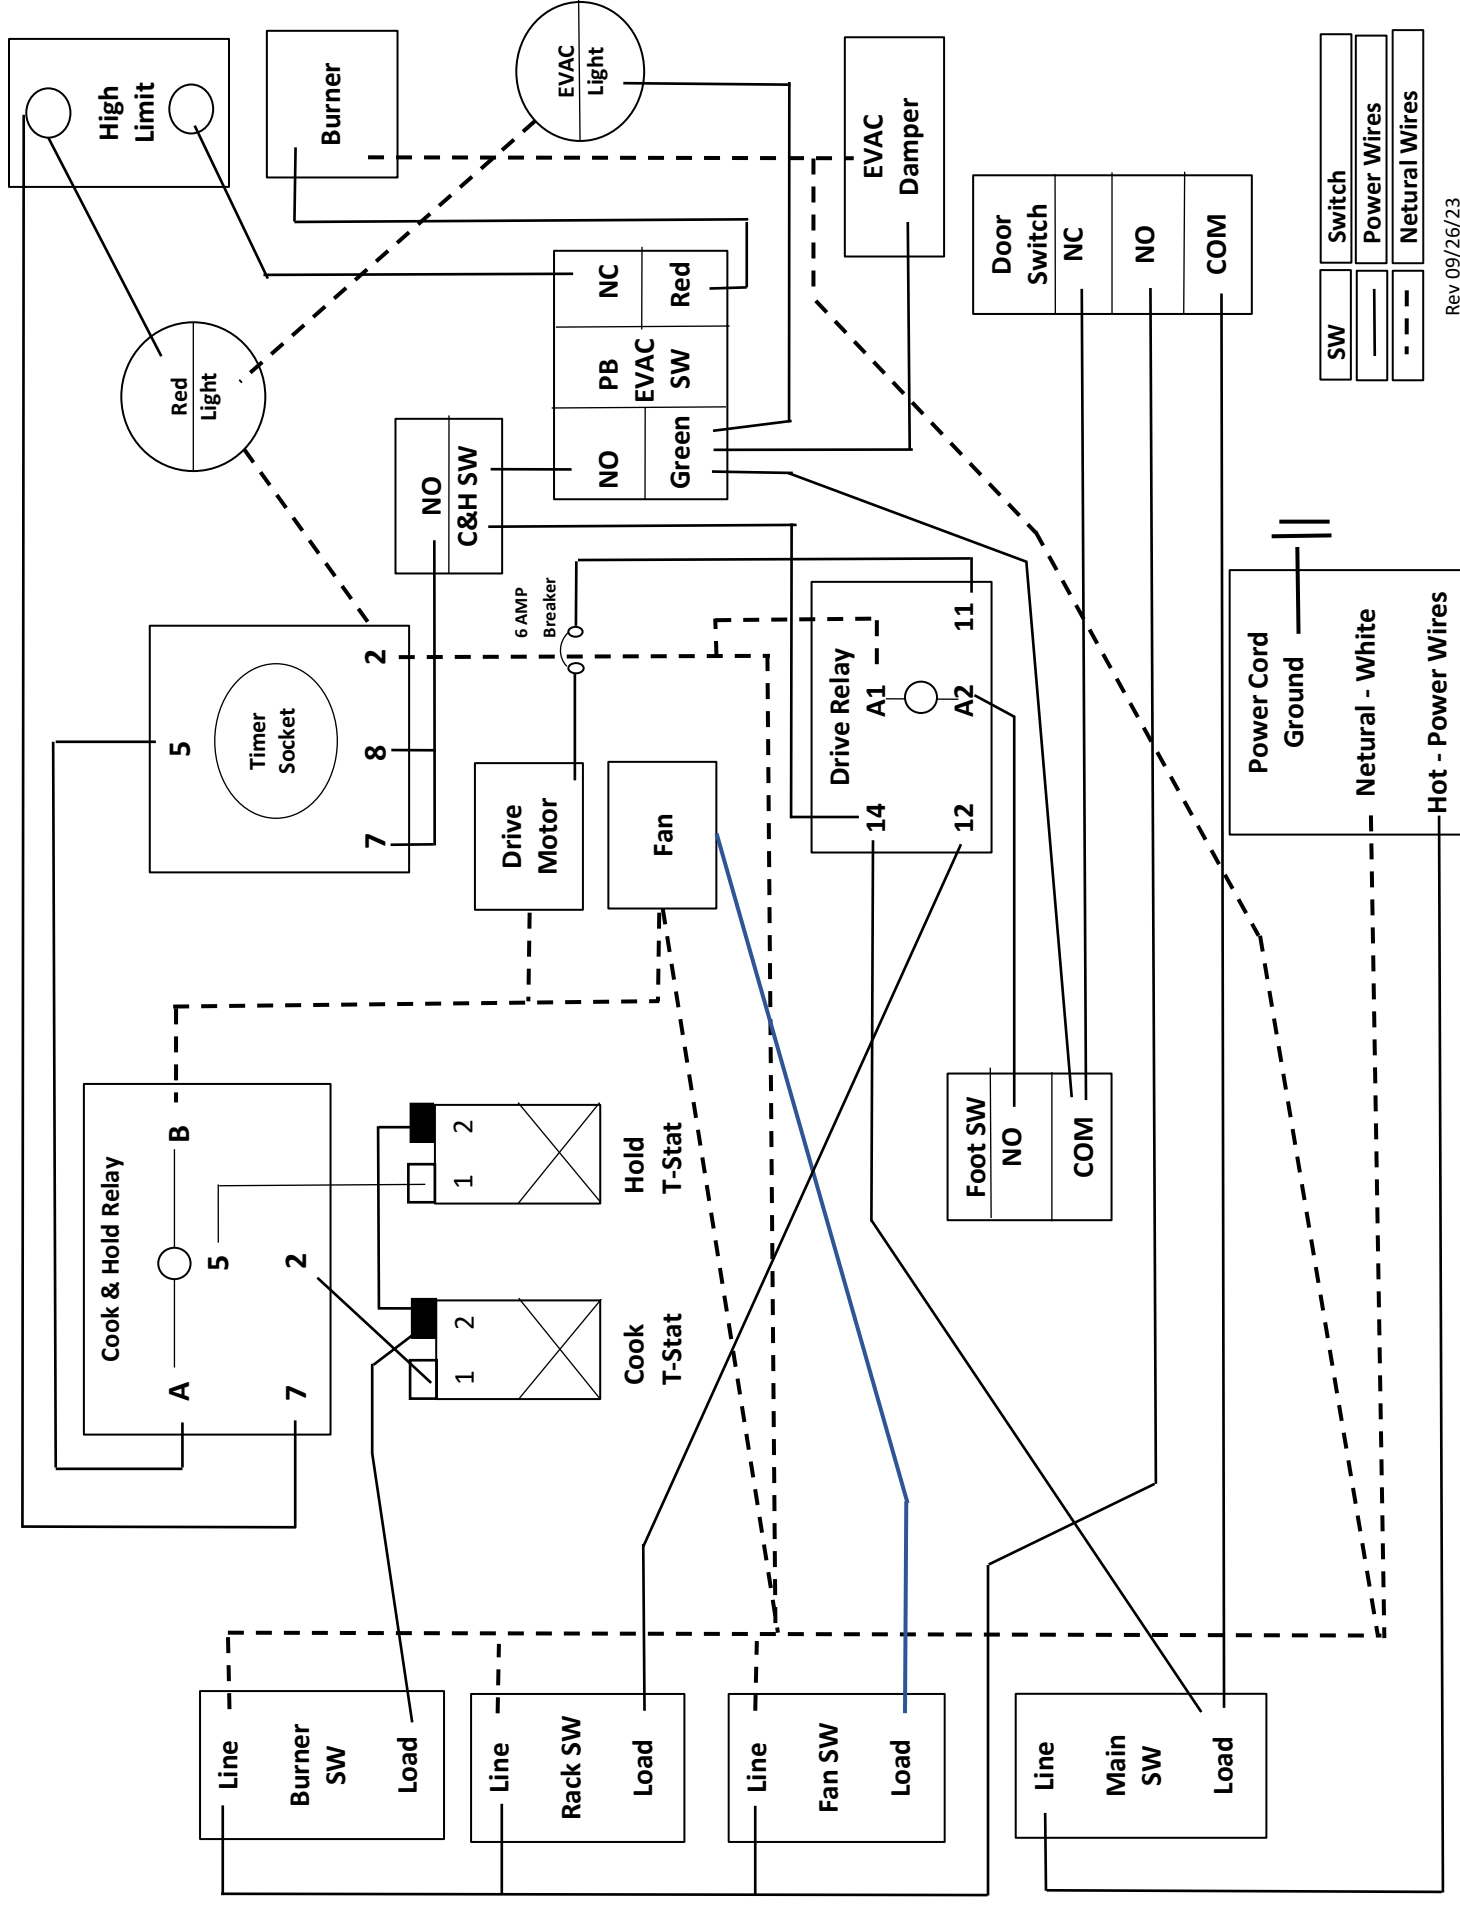 High
Limit
Burner
EVAC
Light
EVAC
Damper
Door
Switch
NC
NO
COM
SW
Switch
Power Wires
Netural Wires
Rev 09/26/23
Red
Light
NO
C&H SW
NC
Red
PB
EVAC
SW
NO
Green
5
Timer
Socket
7
8
2
6 AMP
Breaker
Drive
Motor
Fan
Drive Relay
14
A1
12
A2
11
Power Cord
Ground
Netural - White
Hot - Power Wires
Cook & Hold Relay
A
B
5
7
2
1
2
Cook
T-Stat
1
2
Hold
T-Stat
Foot SW
NO
COM
Line
Burner
SW
Load
Line
Rack SW
Load
Line
Fan SW
Load
Line
Main
SW
Load